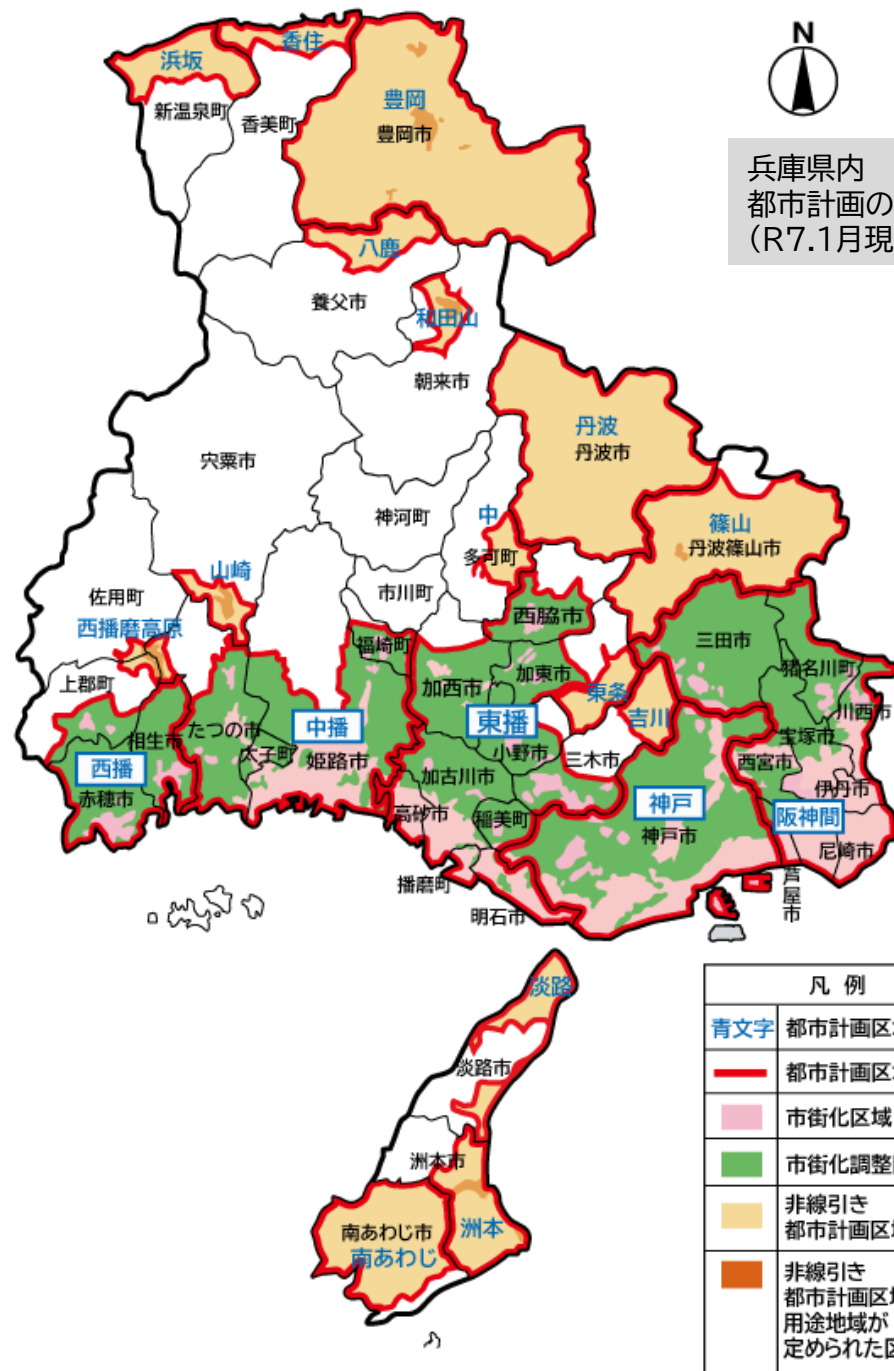 N
兵庫県内
都市計画の
（R7.1月現
香住
浜坂
新温泉町
香美町
豊岡
豊岡市
八鹿
養父市
和田山
朝来市
丹波
丹波市
宍粟市
神河町
中
多可町
篠山
丹波篠山市
山崎
佐用町
市川町
西播磨高原
西脇市
福崎町
三田市
上郡町
加西市
加東市
猪名川町
東条
吉川
川西市
相生市
たつの市
中播
東播
宝塚市
太子町
姫路市
小野市
三木市
西宮市
西播
赤穂市
加古川市
伊丹市
高砂市
稲美町
神戸
神戸市
阪神間
尼崎市
播磨町
明石市
芦屋市
淡路
淡路市
洲本市
南あわじ市
南あわじ
洲本
凡 例
青文字 都市計画区
都市計画区
市街化区域
市街化調整
非線引き
都市計画区
非線引き
都市計画区
用途地域が
定められた区